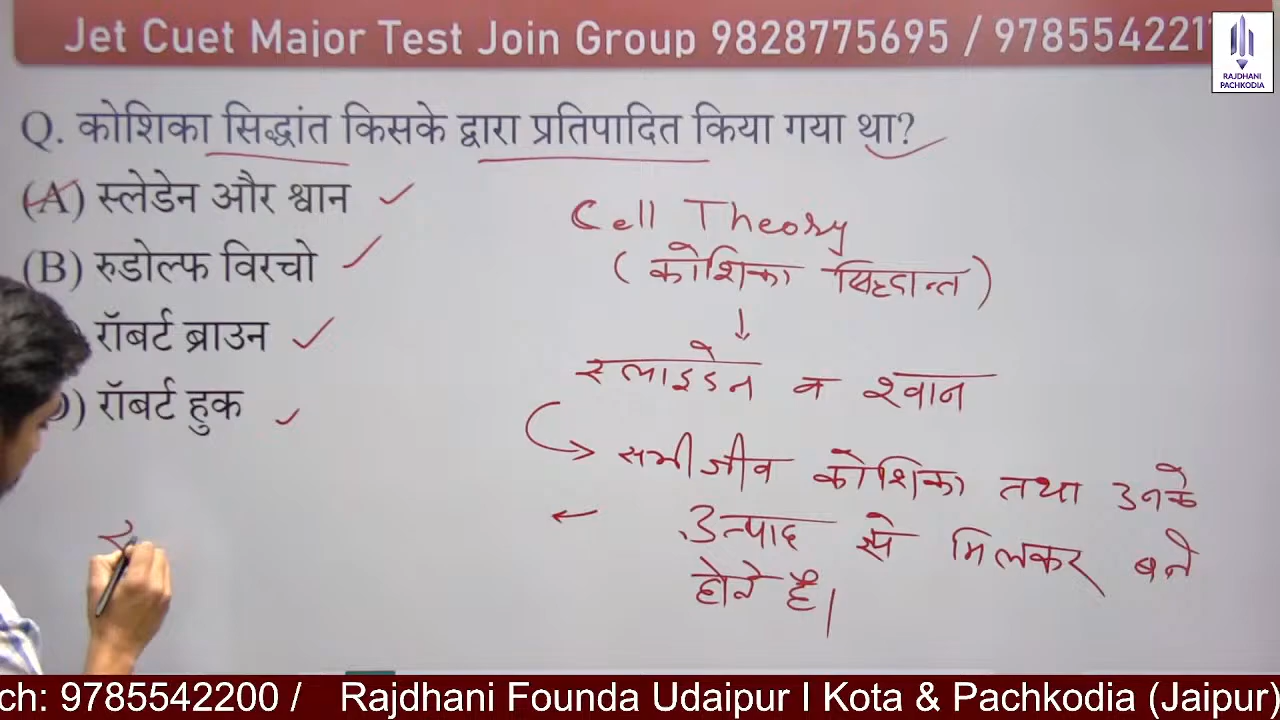 Jet Cuet Major Test Join Group 9828775695 / 9785542217
RAJDHANI
PACHKODIA
Q. कोशिका सिद्धांत किसके द्वारा प्रतिपादित किया गया था?
(A) स्लेडेन और श्वान
(B) रुडोल्फ विरचो
रॉबर्ट ब्राउन
) रॉबर्ट हुक
Cell Theory
(कोशिका सिद्दान्त)
स्लाइडेन व श्वान
सभी जीव कोशिका तथा उनके
उत्पाद से मिलकर बने
होते है।
ch: 9785542200 / Rajdhani Founda Udaipur I Kota & Pachkodia (Jaipur)